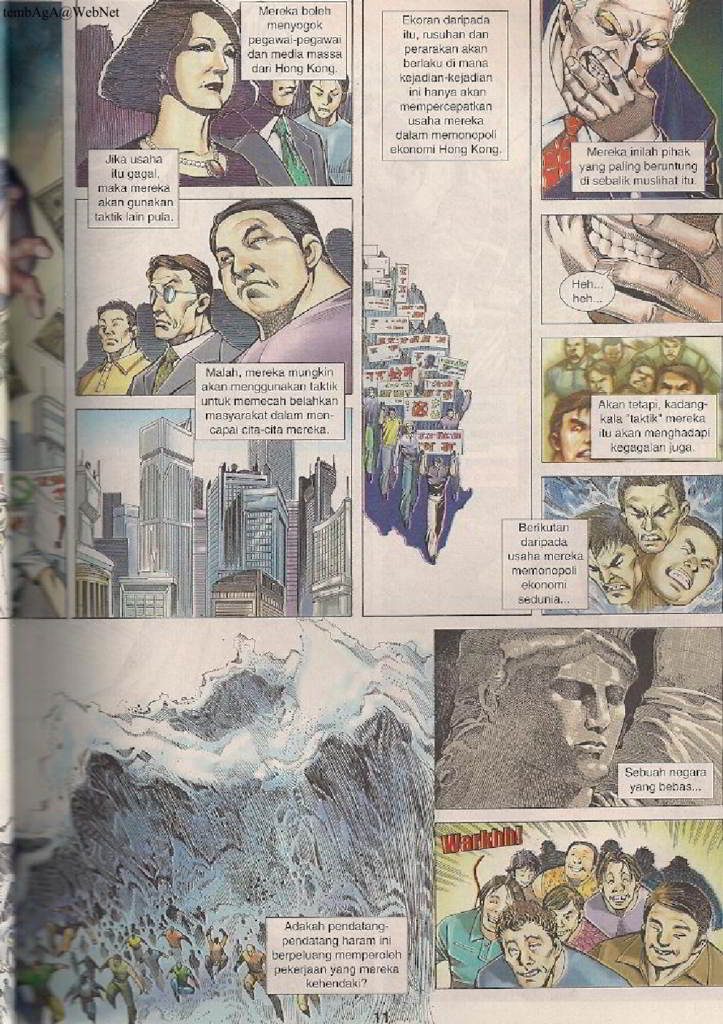 tembAgA@WebNet
Mereka boleh
menyogok
pegawai-pegawai
dan media massa
dari Hong Kong.
Jika usaha
itu gagal,
maka mereka
akan gunakan
taktik lain pula.
Malah, mereka mungkin
akan menggunakan taktik
untuk memecah belahkan
masyarakat dalam men-
capai cita-cita mereka.
Ekoran daripada
itu, rusuhan dan
perarakan akan
berlaku di mana
kejadian-kejadian
ini hanya akan
mempercepatkan
usaha mereka
dalam memonopoli
ekonomi Hong Kong.
Mereka inilah pihak
yang paling beruntung
di sebalik muslihat itu.
Heh...
heh...
Akan tetapi, kadang-
kala "taktik" mereka
itu akan menghadapi
kegagalan juga.
Berikutan
daripada
usaha mereka
memonopoli
ekonomi
sedunia...
Adakah pendatang-
pendatang haram ini
berpeluang memperoleh
pekerjaan yang mereka
kehendaki?
Sebuah negara
yang bebas...
Warkhh!
11